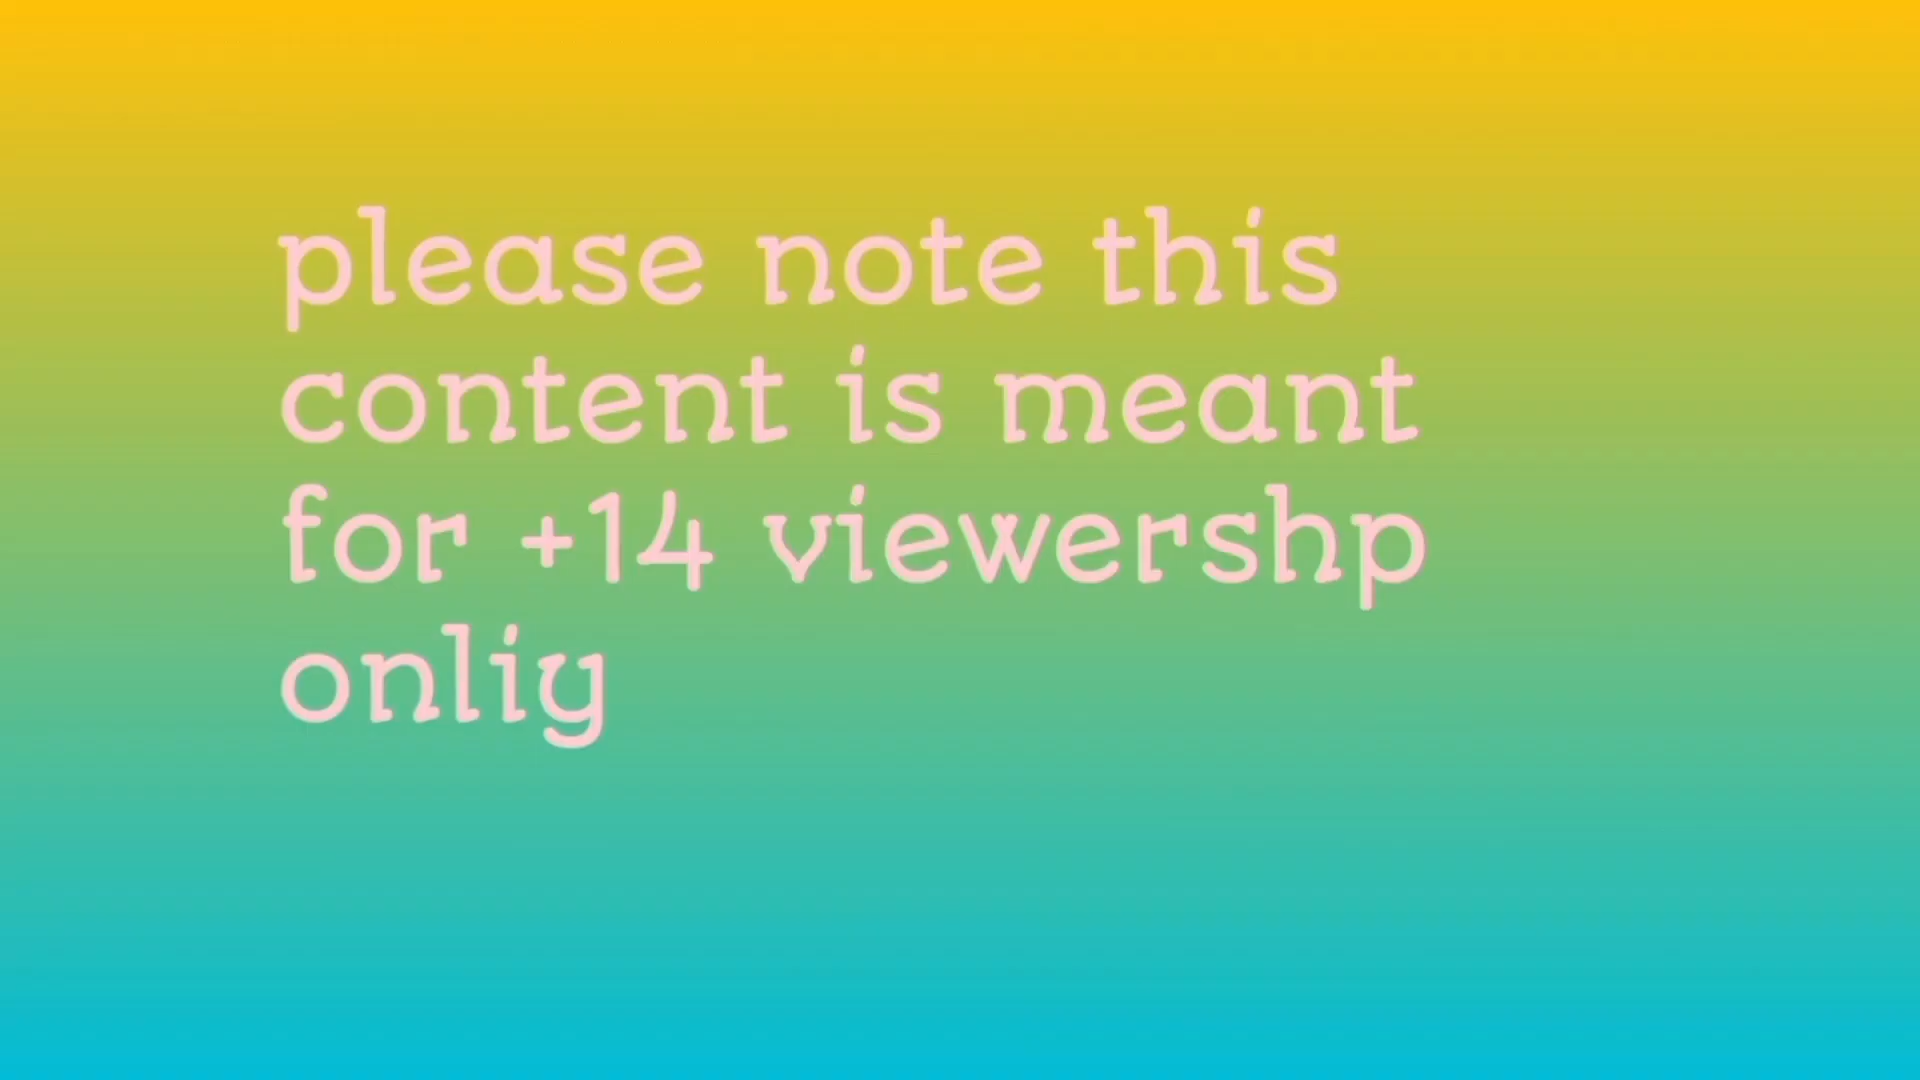 please note this
content is meant
for +14 viewershp
onliy